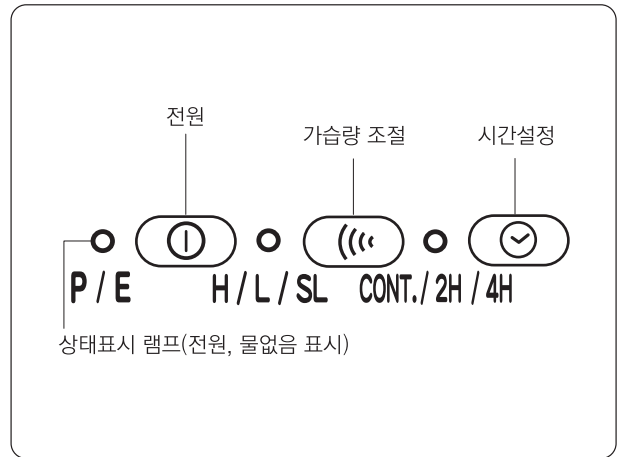 전원
가습량 조절
시간설정
P / E
H / L / SL
CONT. / 2H / 4H
상태표시 램프(전원, 물없음 표시)